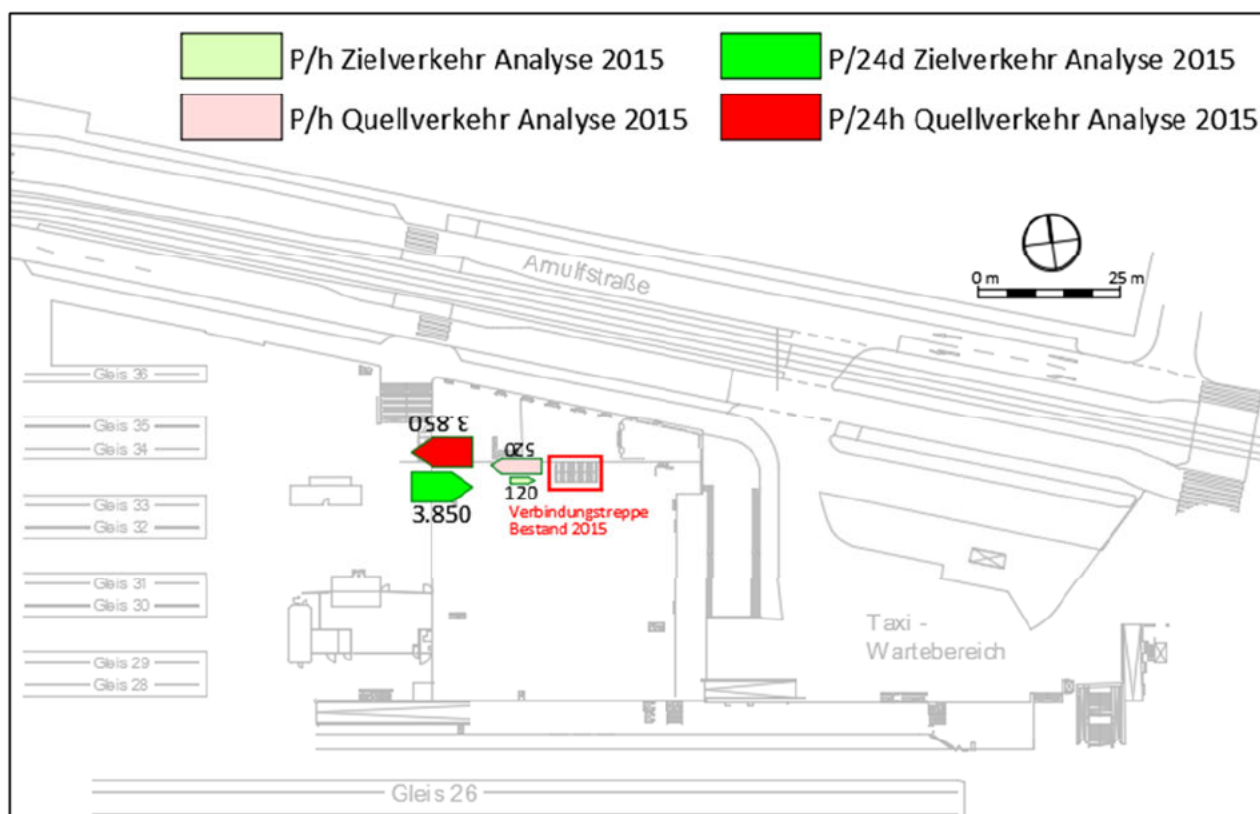 P/h Zielverkehr Analyse 2015
P/24d Zielverkehr Analyse 2015
P/h Quellverkehr Analyse 2015
P/24h Quellverkehr Analyse 2015
Arnulfstraße
0 m
25 m
Gleis 36
Gleis 35
Gleis 34
3.850
520
Gleis 33
Gleis 32
3.850
120
Verbindungstreppe
Bestand 2015
Gleis 31
Gleis 30
Taxi -
Wartebereich
Gleis 29
Gleis 28
Gleis 26